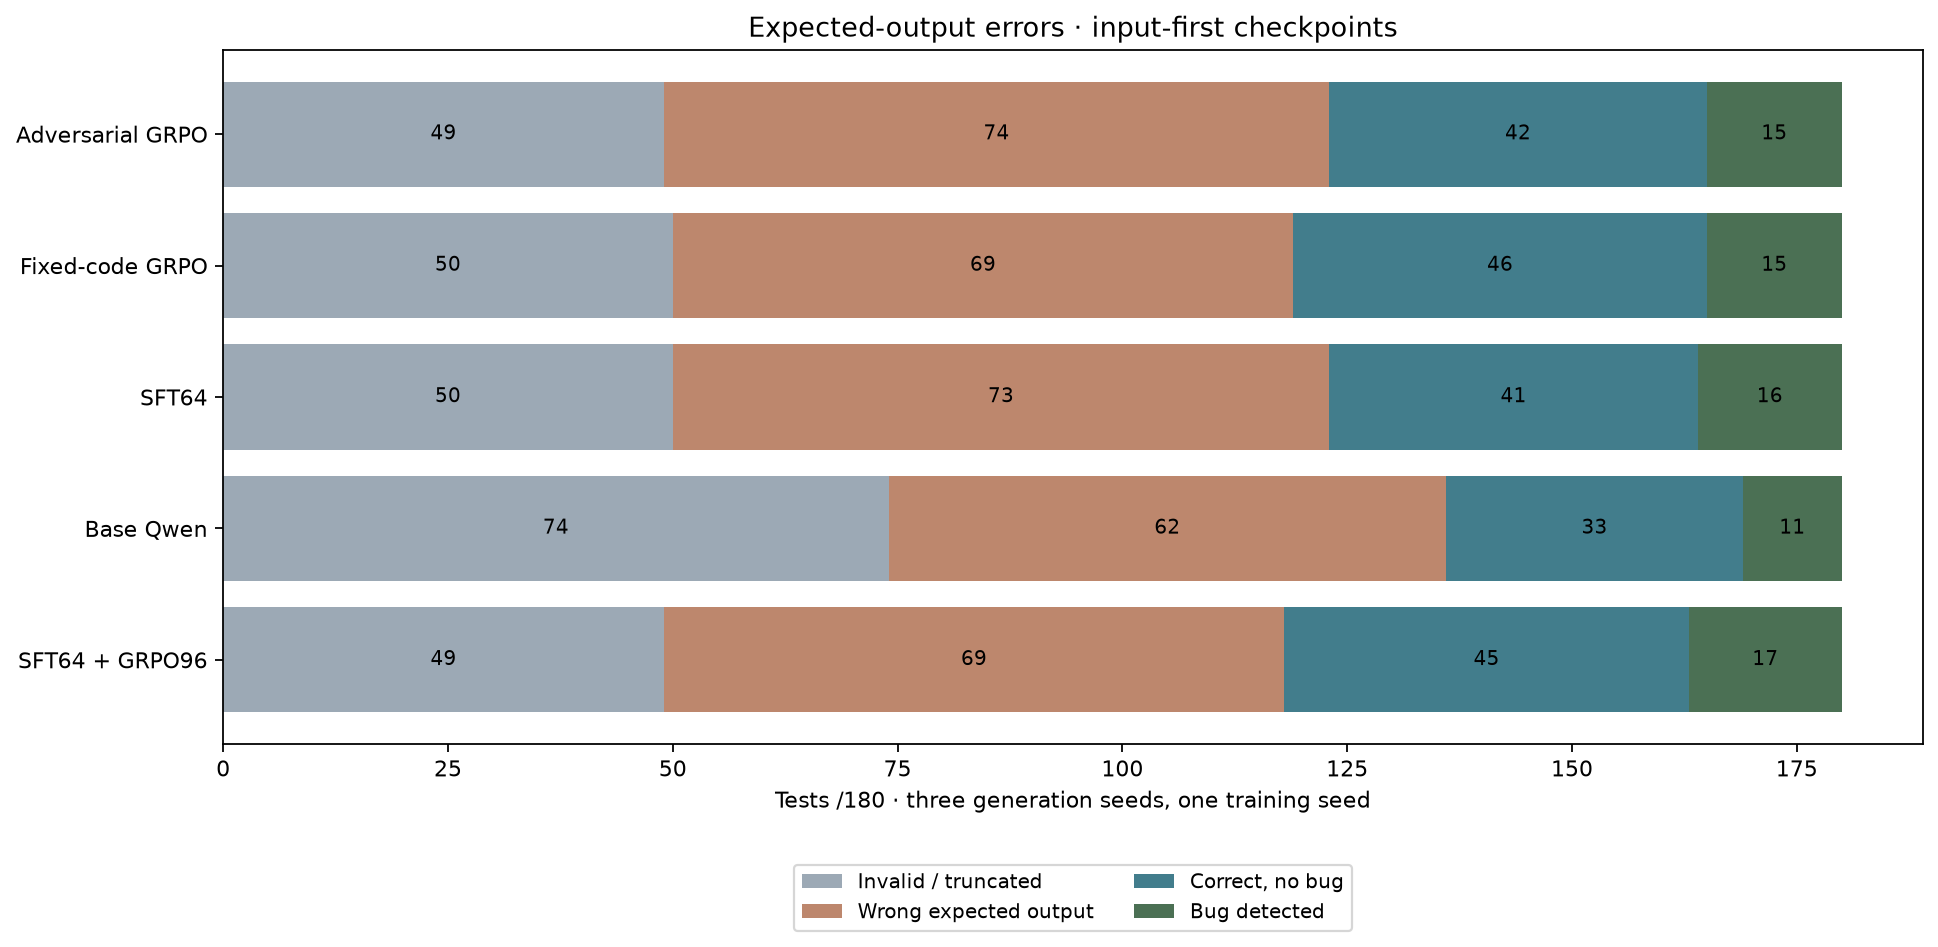 Expected-output errors · input-first checkpoints
Adversarial GRPO
49 74 42 15
Fixed-code GRPO
50 69 46 15
SFT64
50 73 41 16
Base Qwen
74 62 33 11
SFT64 + GRPO96
49 69 45 17
0 25 50 75 100 125 150 175
Tests /180 · three generation seeds, one training seed
Invalid / truncated
Wrong expected output
Correct, no bug
Bug detected